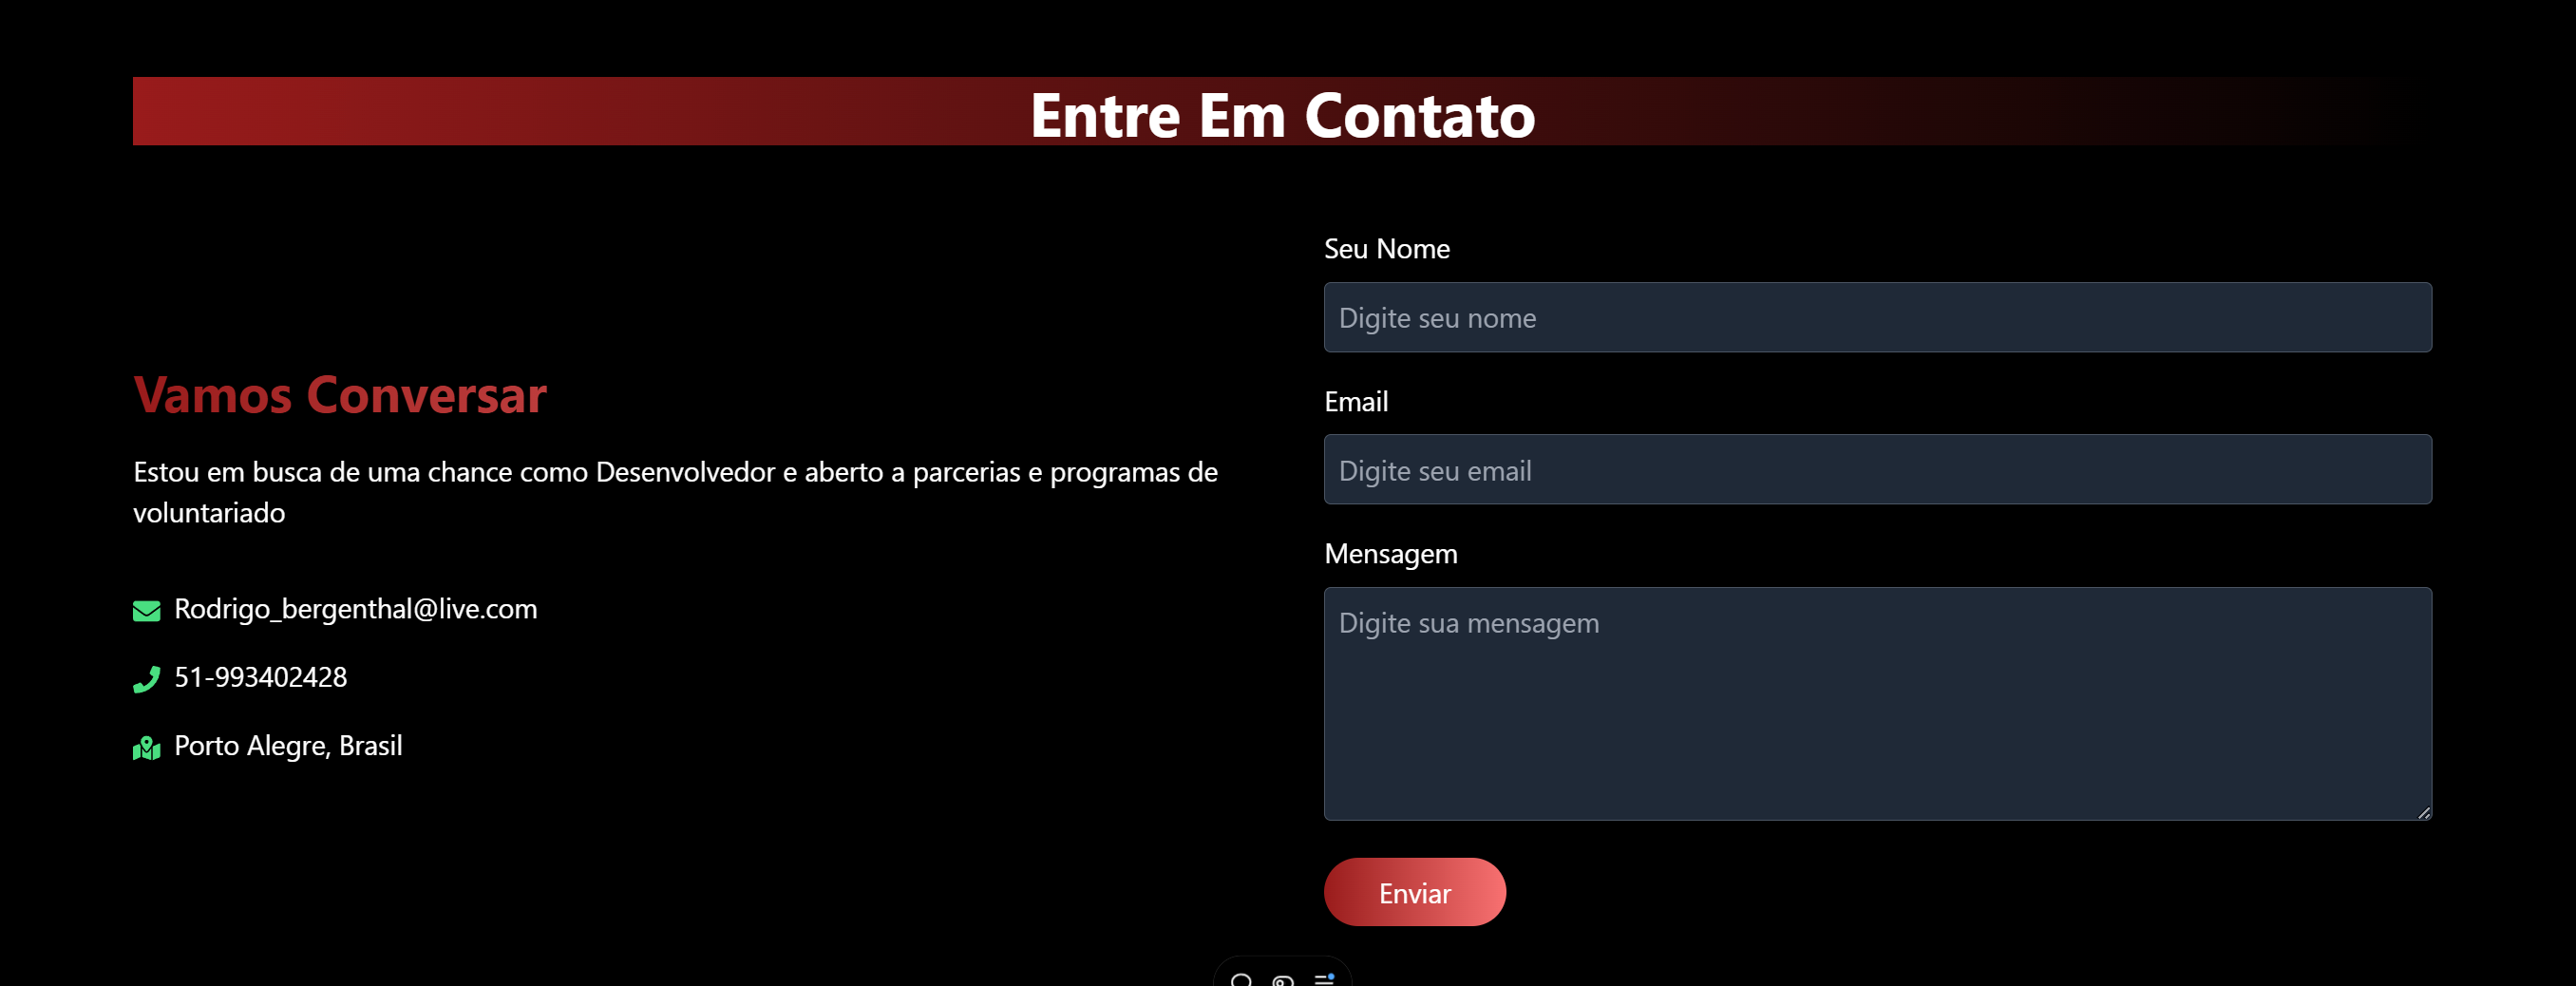 Entre Em Contato
Vamos Conversar
Estou em busca de uma chance como Desenvolvedor e aberto a parcerias e programas de
voluntariado
Rodrigo_bergenthal@live.com
51-993402428
Porto Alegre, Brasil
Seu Nome
Digite seu nome
Email
Digite seu email
Mensagem
Digite sua mensagem
Enviar